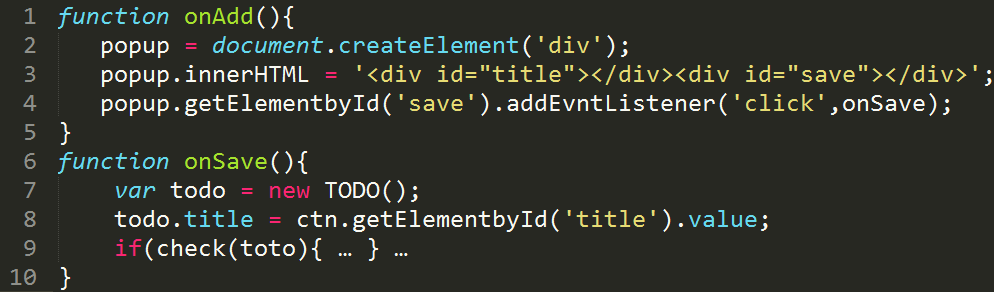 1 function onAdd(){
2 popup = document.createElement('div');
3 popup.innerHTML = '<div id="title"></div><div id="save"></div>';
4 popup.getElementbyId('save').addEvntListener('click',onSave);
5 }
6 function onSave(){
7 var todo = new TODO();
8 todo.title = ctn.getElementbyId('title').value;
9 if(check(toto){ … } …
10 }